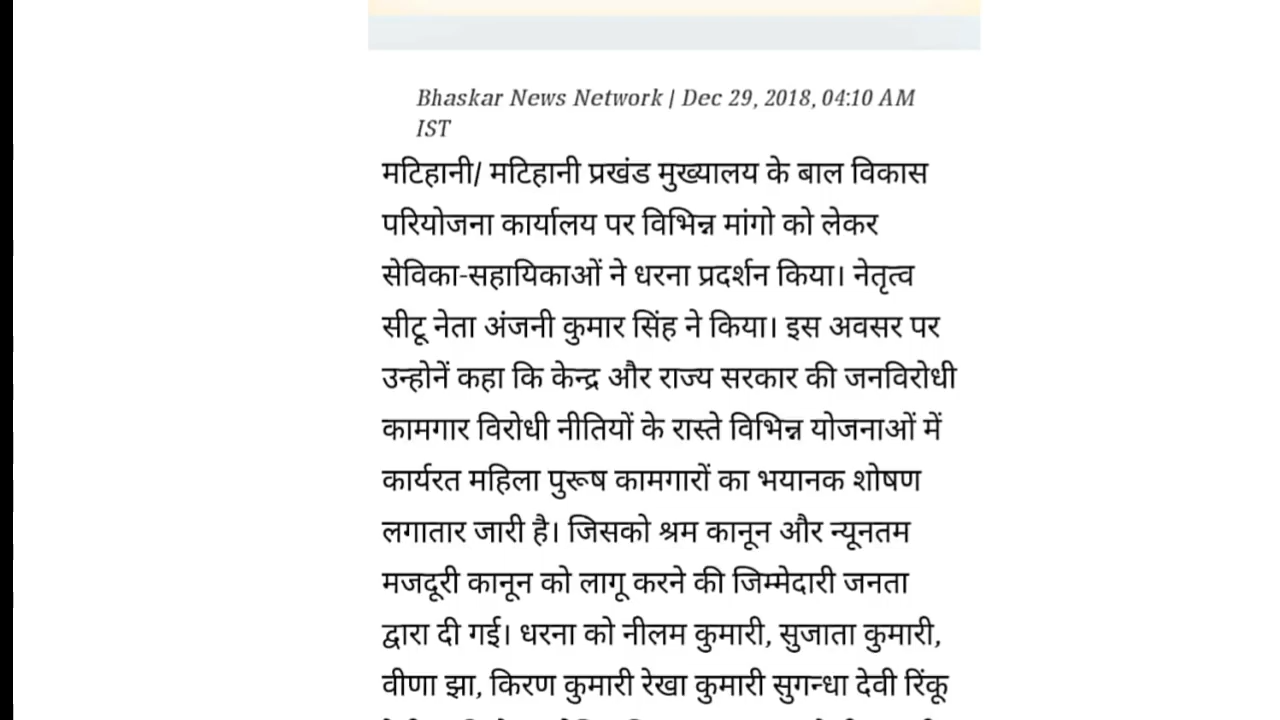 Bhaskar News Network | Dec 29, 2018, 04:10 AM
IST
मटिहानी/ मटिहानी प्रखंड मुख्यालय के बाल विकास
परियोजना कार्यालय पर विभिन्न मांगो को लेकर
सेविका-सहायिकाओं ने धरना प्रदर्शन किया। नेतृत्व
सीटू नेता अंजनी कुमार सिंह ने किया। इस अवसर पर
उन्होनें कहा कि केन्द्र और राज्य सरकार की जनविरोधी
कामगार विरोधी नीतियों के रास्ते विभिन्न योजनाओं में
कार्यरत महिला पुरूष कामगारों का भयानक शोषण
लगातार जारी है। जिसको श्रम कानून और न्यूनतम
मजदूरी कानून को लागू करने की जिम्मेदारी जनता
द्वारा दी गई। धरना को नीलम कुमारी, सुजाता कुमारी,
वीणा झा, किरण कुमारी रेखा कुमारी सुगन्धा देवी रिंकू